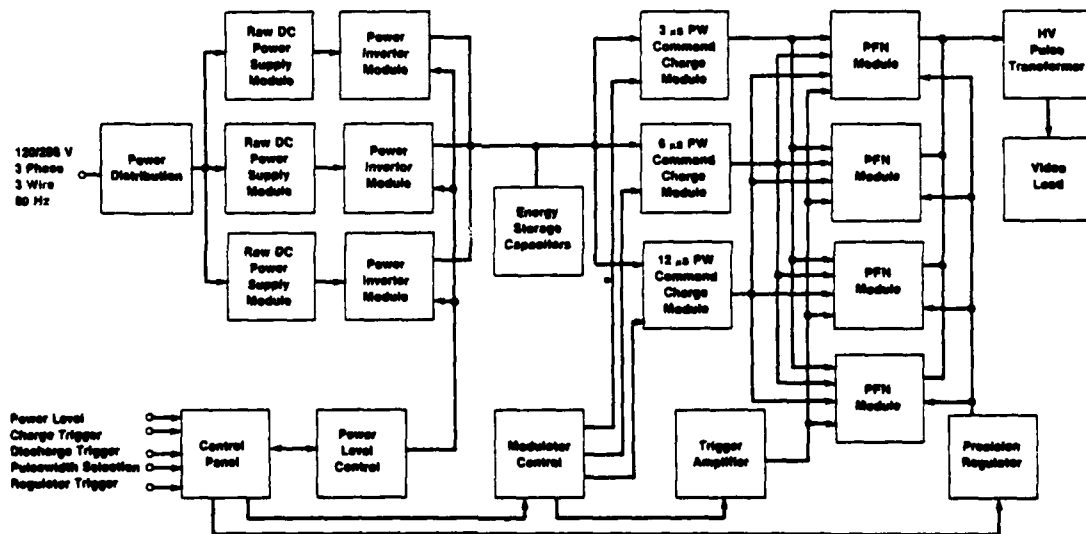 120/208 V
3 Phase
3 Wire
60 Hz
Power
Distribution
Raw DC
Power
Supply
Module
Power
Inverter
Module
Raw DC
Power
Supply
Module
Power
Inverter
Module
Raw DC
Power
Supply
Module
Power
Inverter
Module
Energy
Storage
Capacitors
3 μs PW
Command
Charge
Module
6 μs PW
Command
Charge
Module
12 μs PW
Command
Charge
Module
PFN
Module
PFN
Module
PFN
Module
PFN
Module
HV
Pulse
Transformer
Video
Load
Power Level
Charge Trigger
Discharge Trigger
Pulsewidth Selection
Regulator Trigger
Control
Panel
Power
Level
Control
Modulator
Control
Trigger
Amplifier
Precision
Regulator